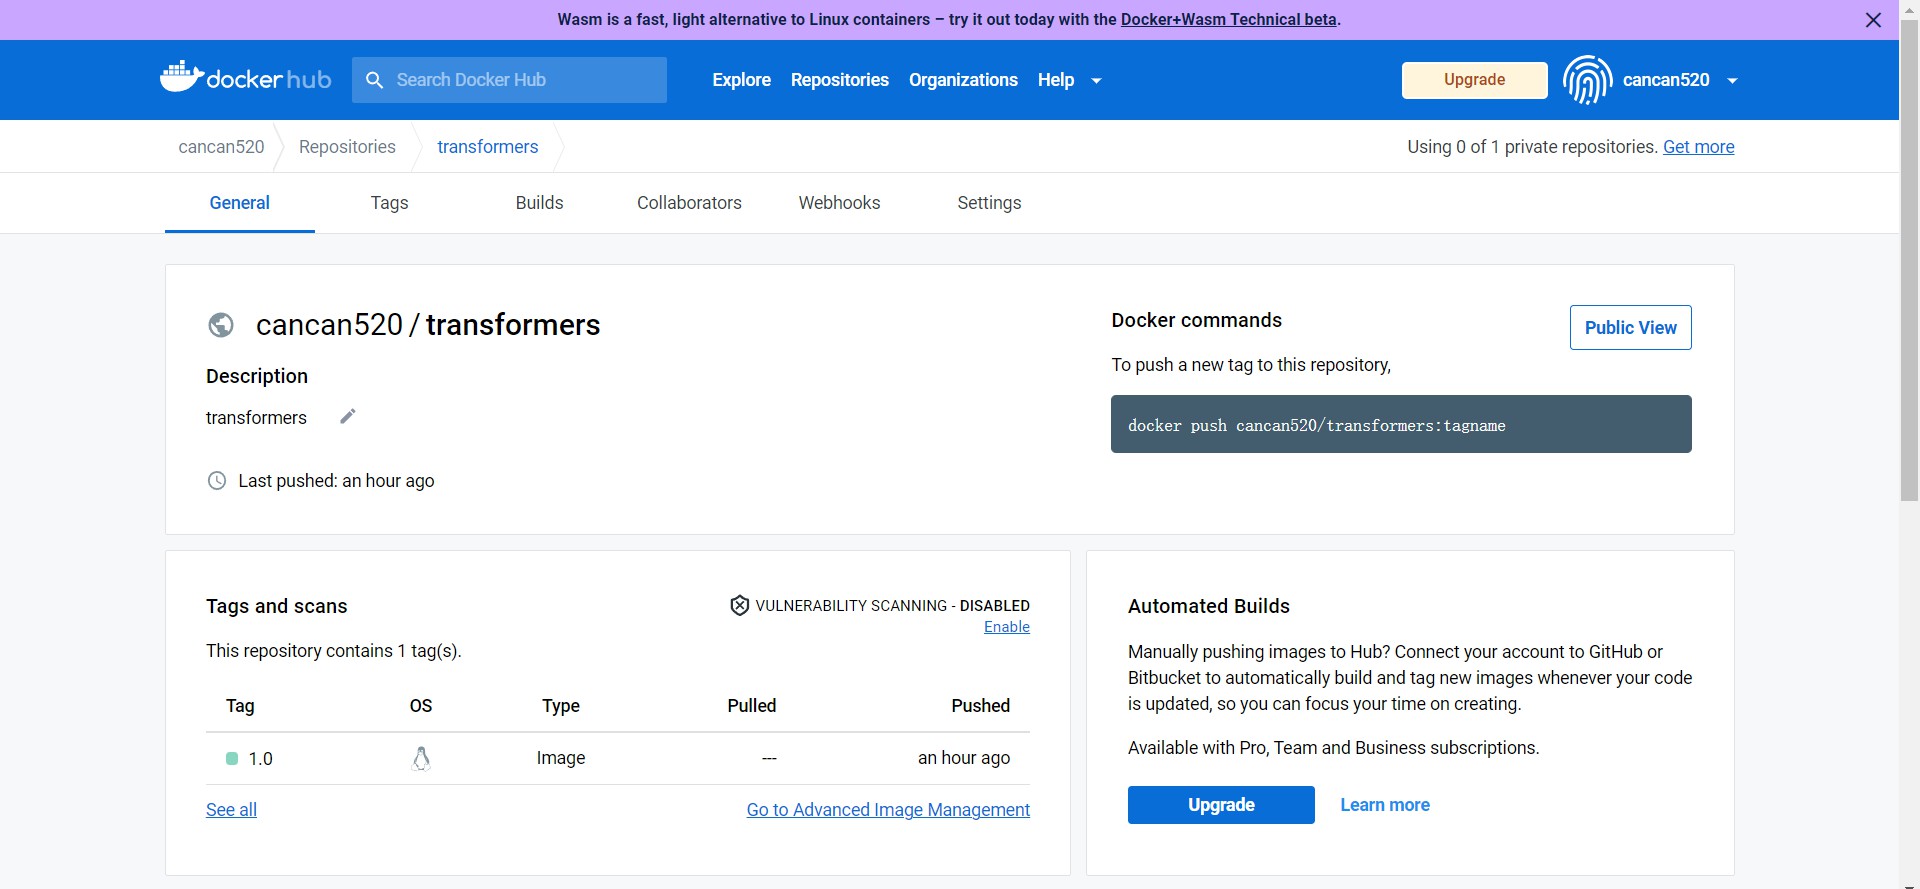 Wasm is a fast, light alternative to Linux containers – try it out today with the Docker+Wasm Technical beta.
docker hub
Search Docker Hub
Explore
Repositories
Organizations
Help
Upgrade
cancan520
cancan520
Repositories
transformers
Using 0 of 1 private repositories. Get more
General
Tags
Builds
Collaborators
Webhooks
Settings
cancan520 / transformers
Description
transformers
Last pushed: an hour ago
Docker commands
Public View
To push a new tag to this repository,
docker push cancan520/transformers:tagname
Tags and scans
VULNERABILITY SCANNING - DISABLED
Enable
This repository contains 1 tag(s).
Tag OS Type Pulled Pushed
1.0 Image --- an hour ago
See all
Go to Advanced Image Management
Automated Builds
Manually pushing images to Hub? Connect your account to GitHub or
Bitbucket to automatically build and tag new images whenever your code
is updated, so you can focus your time on creating.
Available with Pro, Team and Business subscriptions.
Upgrade
Learn more